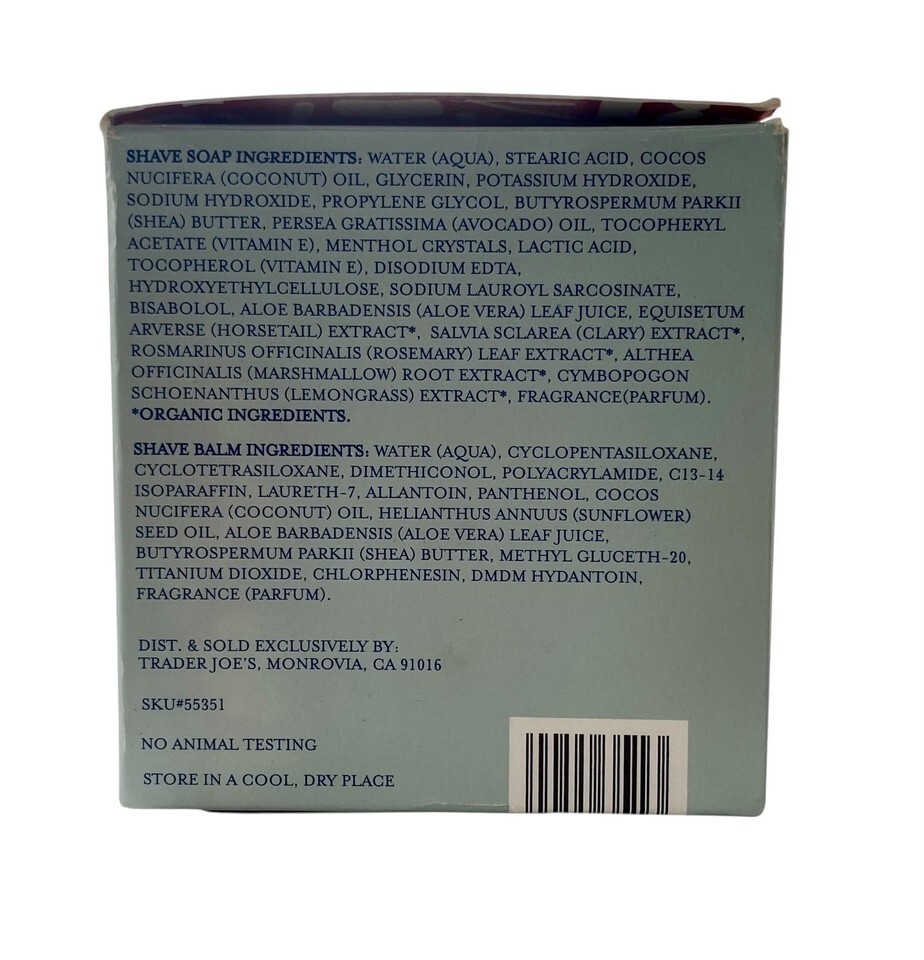 SHAVE SOAP INGREDIENTS: WATER (AQUA), STEARIC ACID, COCOS
NUCIFERA (COCONUT) OIL, GLYCERIN, POTASSIUM HYDROXIDE,
SODIUM HYDROXIDE, PROPYLENE GLYCOL, BUTYROSPERMUM PARKII
(SHEA) BUTTER, PERSEA GRATISSIMA (AVOCADO) OIL, TOCOPHERYL
ACETATE (VITAMIN E), MENTHOL CRYSTALS, LACTIC ACID,
TOCOPHEROL (VITAMIN E), DISODIUM EDTA,
HYDROXYETHYLCELLULOSE, SODIUM LAUROYL SARCOSINATE,
BISABOLOL, ALOE BARBADENSIS (ALOE VERA) LEAF JUICE, EQUISETUM
ARVERSE (HORSETAIL) EXTRACT*, SALVIA SCLAREA (CLARY) EXTRACT*,
ROSMARINUS OFFICINALIS (ROSEMARY) LEAF EXTRACT*, ALTHEA
OFFICINALIS (MARSHMALLOW) ROOT EXTRACT*, CYMBOPOGON
SCHOENANTHUS (LEMONGRASS) EXTRACT*, FRAGRANCE(PARFUM).
*ORGANIC INGREDIENTS.
SHAVE BALM INGREDIENTS: WATER (AQUA), CYCLOPENTASILOXANE,
CYCLOTETRASILOXANE, DIMETHICONOL, POLYACRYLAMIDE, C13-14
ISOPARAFFIN, LAURETH-7, ALLANTOIN, PANTHENOL, COCOS
NUCIFERA (COCONUT) OIL, HELIANTHUS ANNUUS (SUNFLOWER)
SEED OIL, ALOE BARBADENSIS (ALOE VERA) LEAF JUICE,
BUTYROSPERMUM PARKII (SHEA) BUTTER, METHYL GLUCETH-20,
TITANIUM DIOXIDE, CHLORPHENESIN, DMDM HYDANTOIN,
FRAGRANCE (PARFUM).
DIST. & SOLD EXCLUSIVELY BY:
TRADER JOE'S, MONROVIA, CA 91016
SKU#55351
NO ANIMAL TESTING
STORE IN A COOL, DRY PLACE